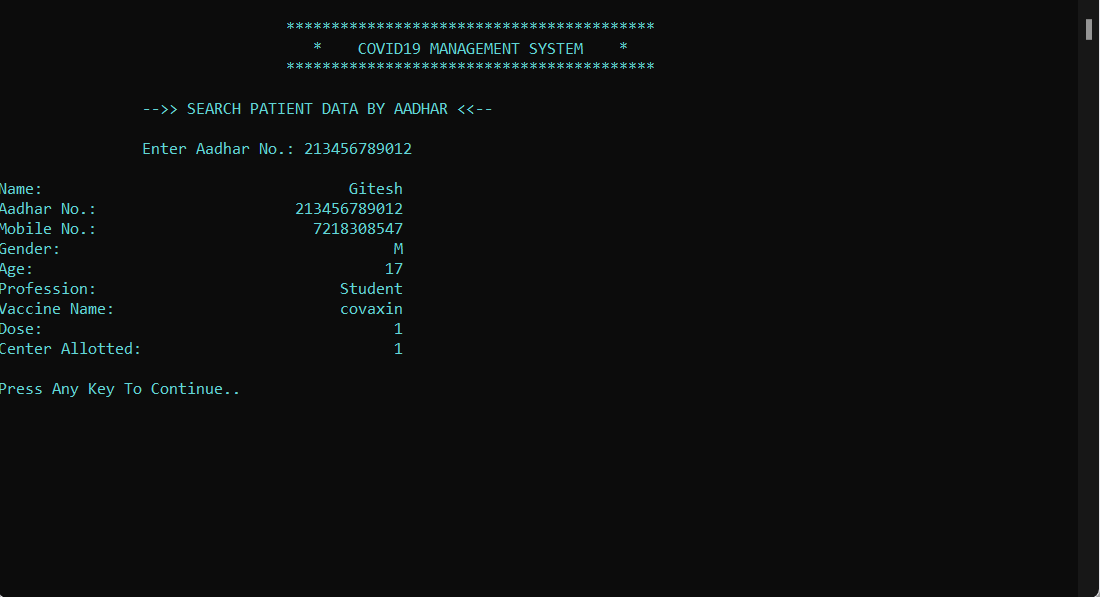 *****************************************
* COVID19 MANAGEMENT SYSTEM *
*****************************************
-->> SEARCH PATIENT DATA BY AADHAR <<--
Enter Aadhar No.: 213456789012
Name: Gitesh
Aadhar No.: 213456789012
Mobile No.: 7218308547
Gender: M
Age: 17
Profession: Student
Vaccine Name: covaxin
Dose: 1
Center Allotted: 1
Press Any Key To Continue..